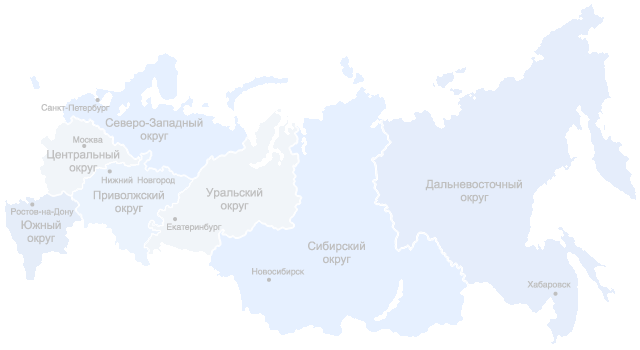 Санкт-Петербург
Северо-Западный
округ
Москва
Центральный
округ
Нижний Новгород
Приволжский
округ
Уральский
округ
Дальневосточный
округ
Ростов-на-Дону
Южный
округ
Екатеринбург
Сибирский
округ
Новосибирск
Хабаровск